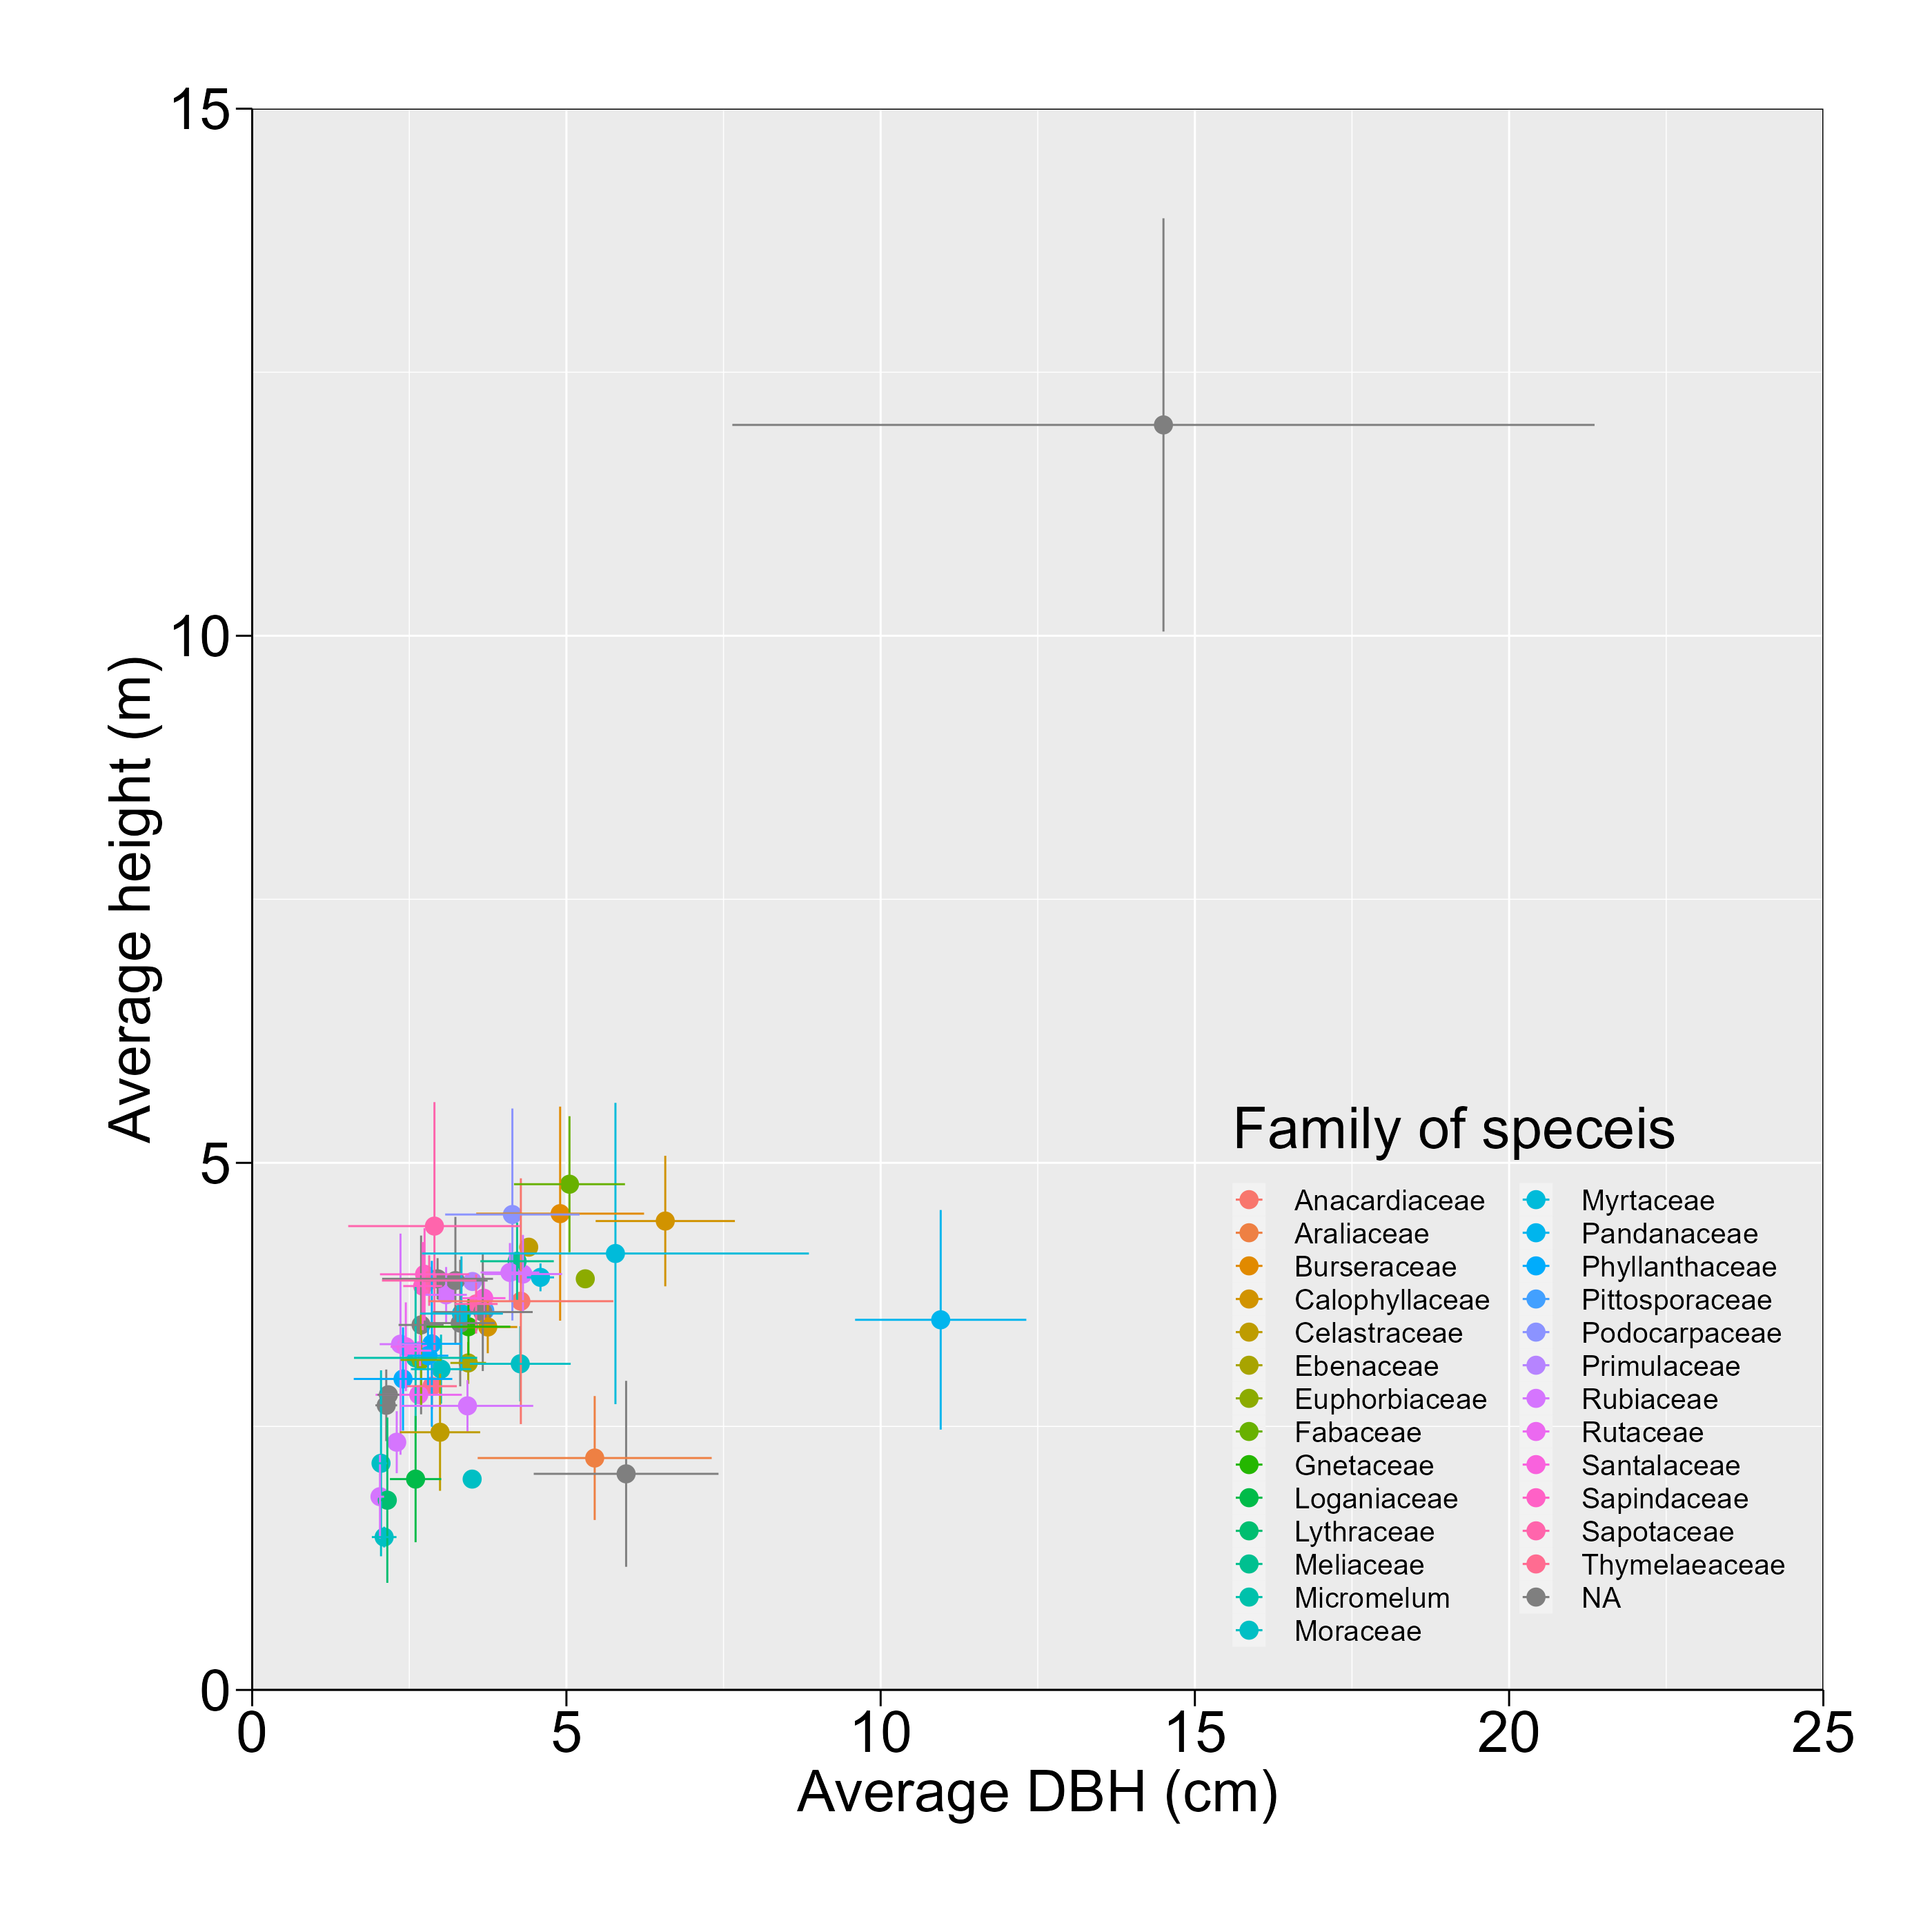 15
10
5
0
Average height (m)
0 5 10 15 20 25
Average DBH (cm)
Family of speceis
Anacardiaceae
Araliaceae
Burseraceae
Calophyllaceae
Celastraceae
Ebenaceae
Euphorbiaceae
Fabaceae
Gnetaceae
Loganiaceae
Lythraceae
Meliaceae
Micromelum
Moraceae
Myrtaceae
Pandanaceae
Phyllanthaceae
Pittosporaceae
Podocarpaceae
Primulaceae
Rubiaceae
Rutaceae
Santalaceae
Sapindaceae
Sapotaceae
Thymelaeaceae
NA